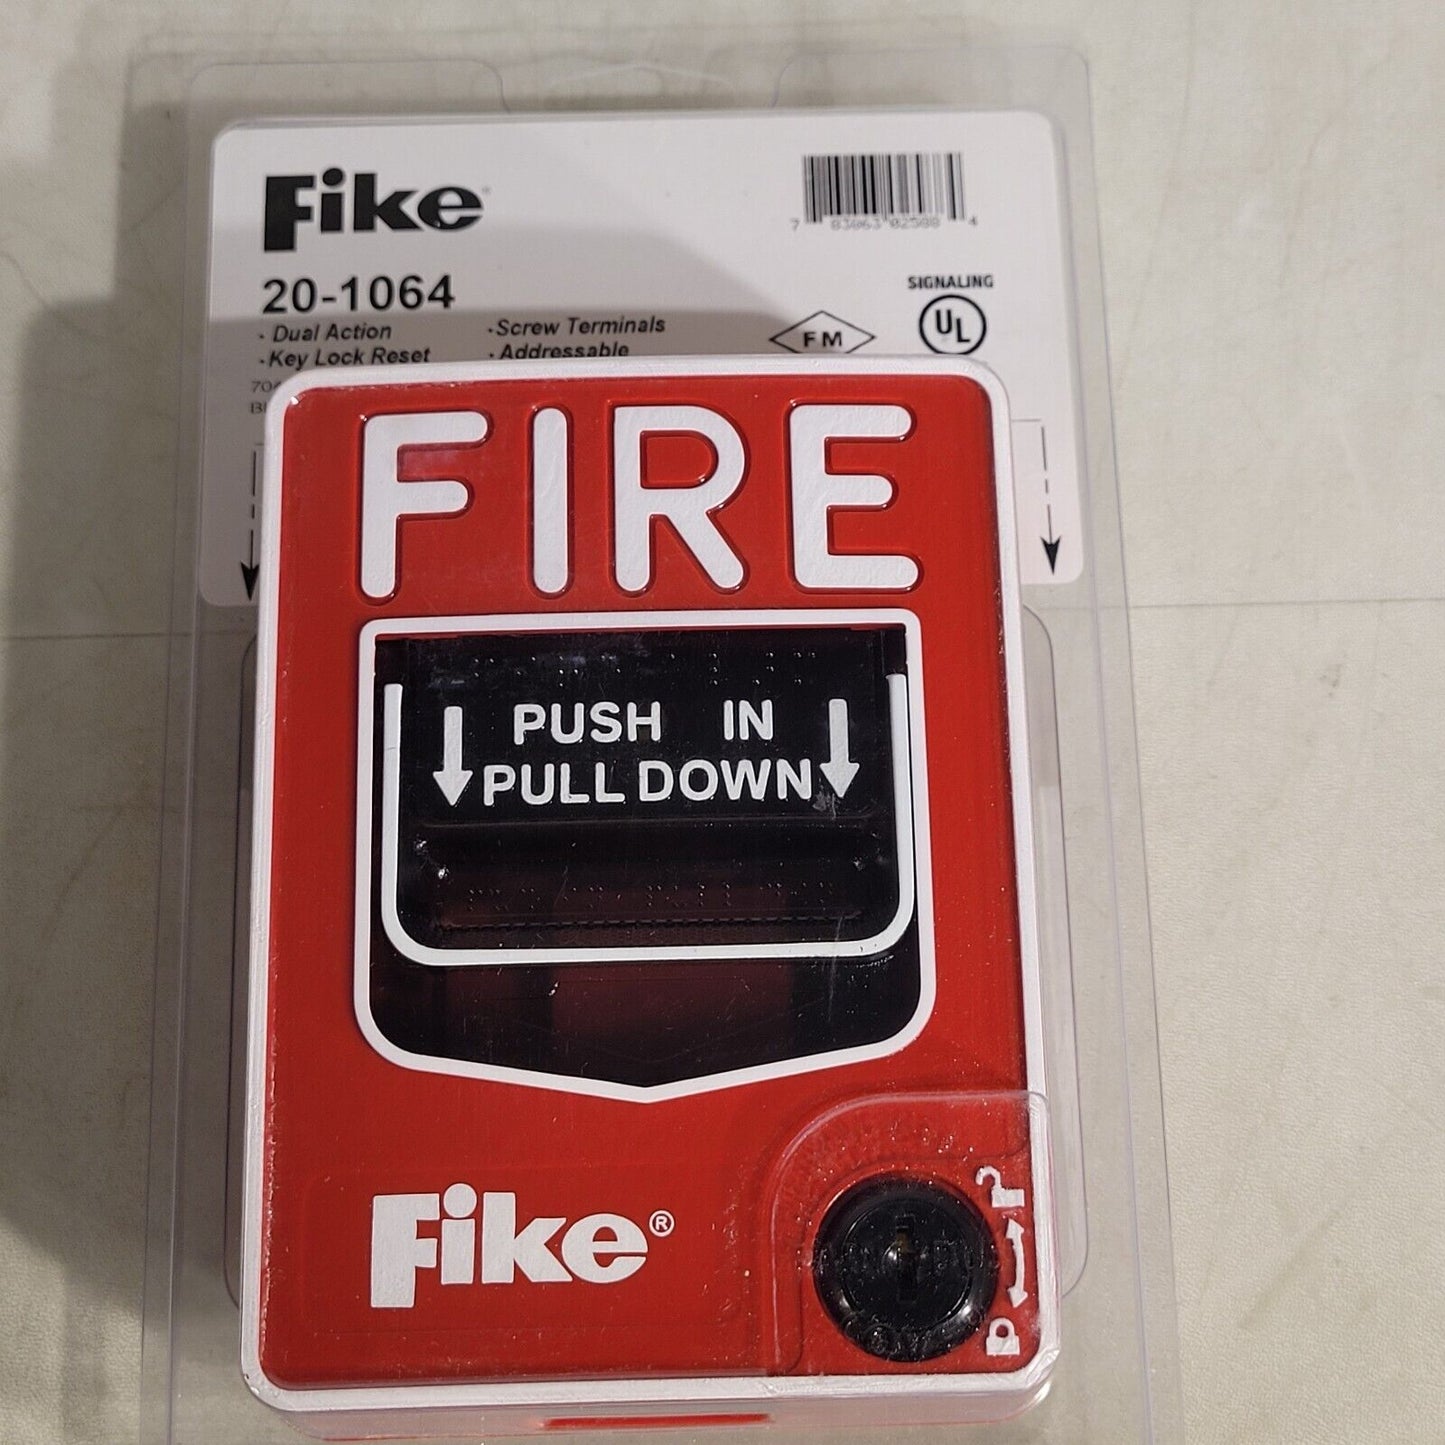 Fike
20-1064
· Dual Action
· Key Lock Reset
· Screw Terminals
· Addressable
FM
SIGNALING
UL
FIRE
PUSH IN
PULL DOWN
Fike®